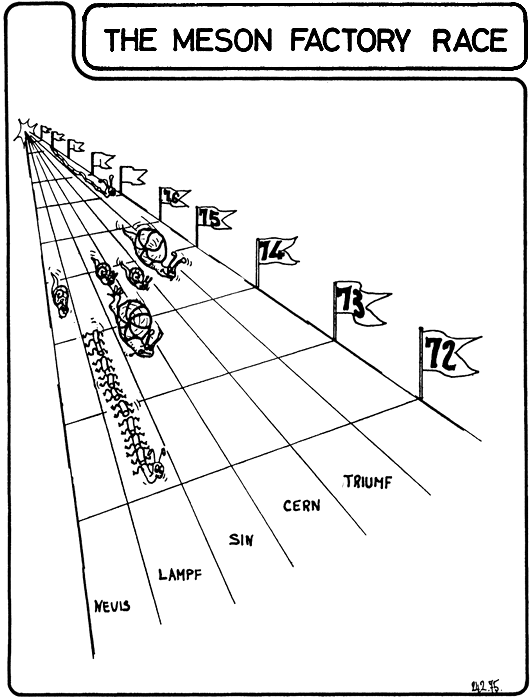 THE MESON FACTORY RACE
76
75
74
73
72
TRIUMF
CERN
SIN
LAMPF
NEVIS